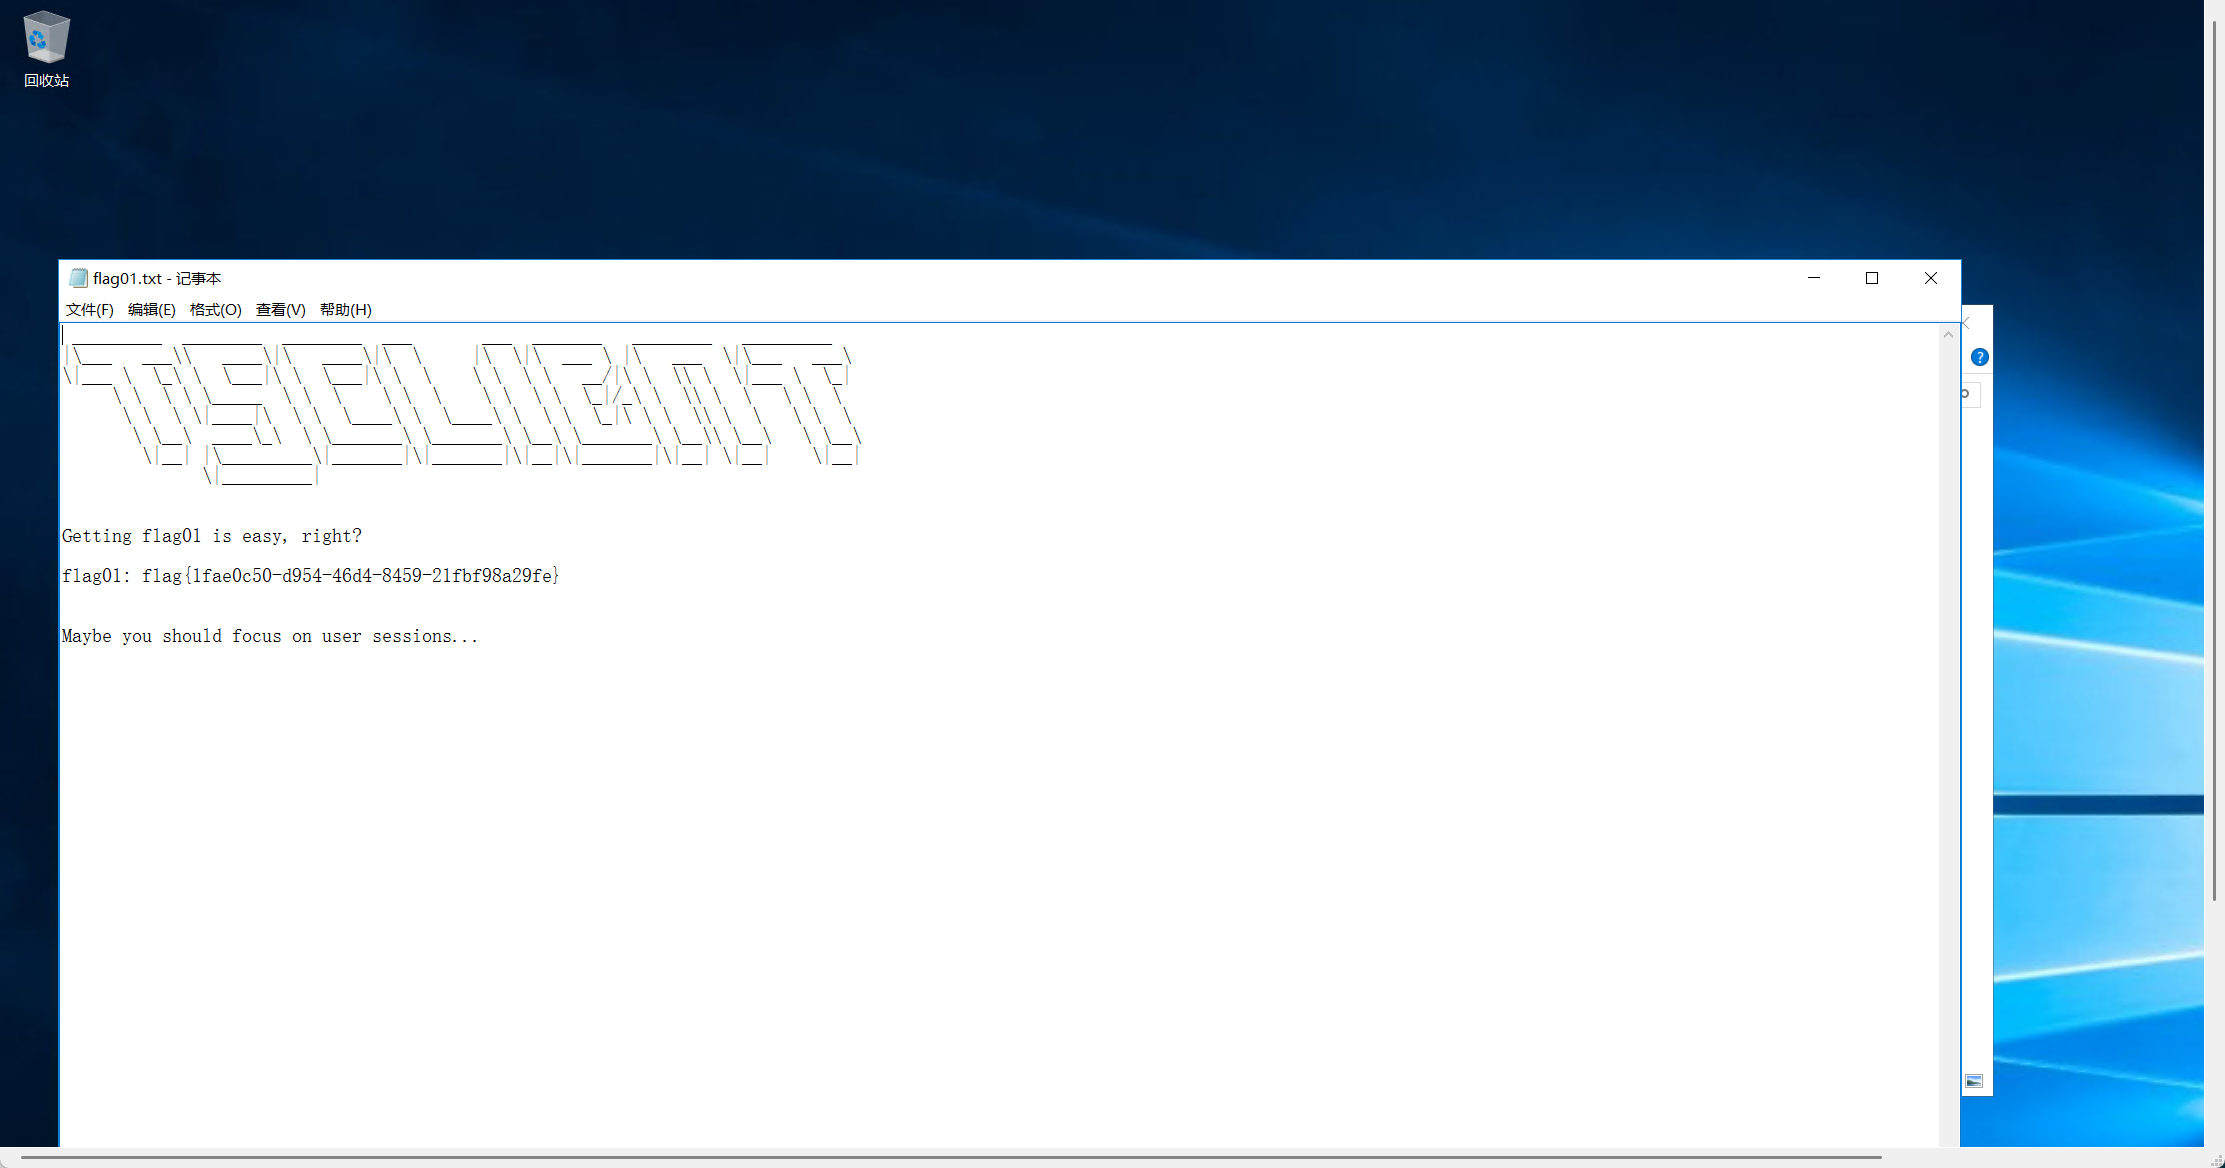 回收站
flag01.txt - 记事本
文件(F) 编辑(E) 格式(O) 查看(V) 帮助(H)
TSCLIENT
Getting flag01 is easy, right?
flag01: flag{1fae0c50-d954-46d4-8459-21fbf98a29fe}
Maybe you should focus on user sessions...